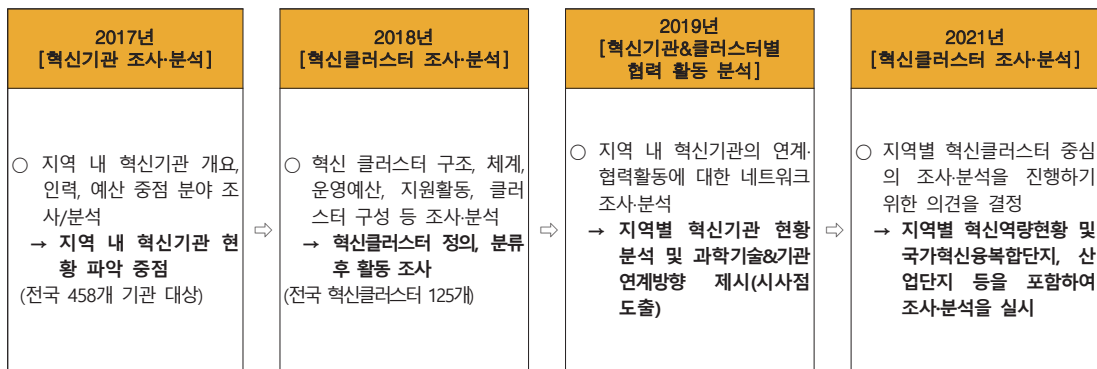 2017년
[혁신기관 조사·분석]
○ 지역 내 혁신기관 개요,
인력, 예산 중점 분야 조
사/분석
→ 지역 내 혁신기관 현
황 파악 중점
(전국 458개 기관 대상)
⇨
2018년
[혁신클러스터 조사·분석]
○ 혁신 클러스터 구조, 체계,
운영예산, 지원활동, 클러
스터 구성 등 조사·분석
→ 혁신클러스터 정의, 분류
후 활동 조사
(전국 혁신클러스터 125개)
⇨
2019년
[혁신기관&클러스터별
협력 활동 분석]
○ 지역 내 혁신기관의 연계·
협력활동에 대한 네트워크
조사·분석
→ 지역별 혁신기관 현황
분석 및 과학기술&기관
연계방향 제시(시사점
도출)
⇨
2021년
[혁신클러스터 조사·분석]
○ 지역별 혁신클러스터 중심
의 조사·분석을 진행하기
위한 의견을 결정
→ 지역별 혁신역량현황 및
국가혁신융복합단지, 산
업단지 등을 포함하여
조사·분석을 실시